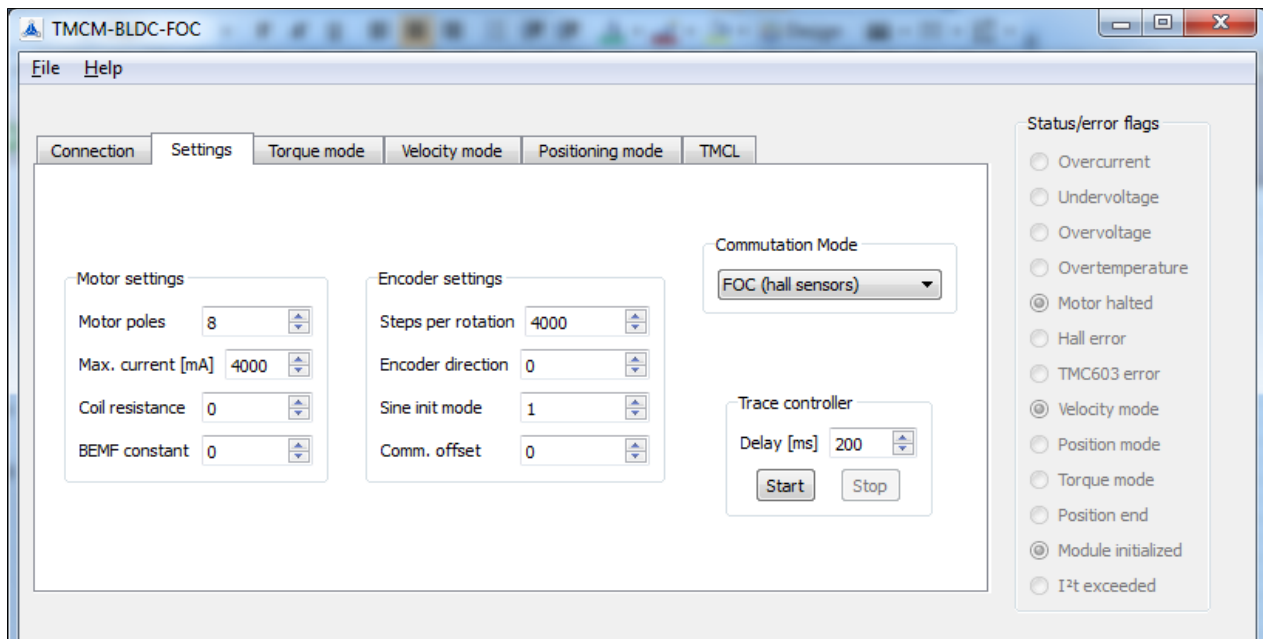 TMCM-BLDC-FOC
Design
File Help
Connection Settings Torque mode Velocity mode Positioning mode TMCL
Motor settings
Motor poles 8
Max. current [mA] 4000
Coil resistance 0
BEMF constant 0
Encoder settings
Steps per rotation 4000
Encoder direction 0
Sine init mode 1
Comm. offset 0
Commutation Mode
FOC (hall sensors)
Trace controller
Delay [ms] 200
Start Stop
Status/error flags
Overcurrent
Undervoltage
Overvoltage
Overtemperature
Motor halted
Hall error
TMC603 error
Velocity mode
Position mode
Torque mode
Position end
Module initialized
I²t exceeded